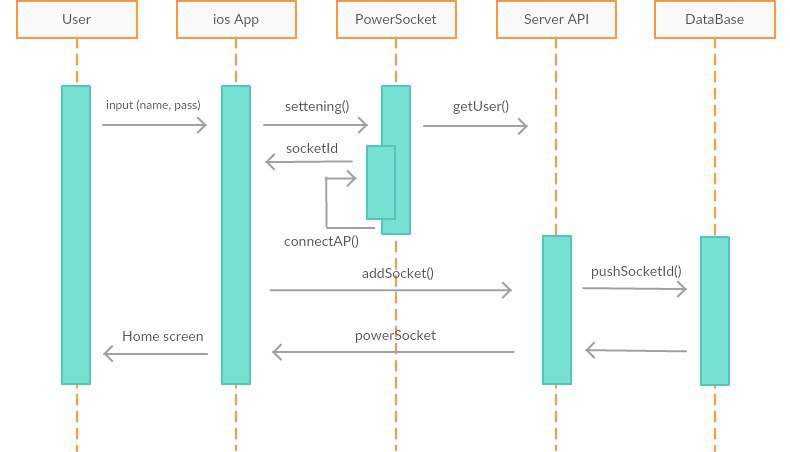 User
ios App
PowerSocket
Server API
DataBase
input (name, pass)
settening()
getUser()
socketId
connectAP()
addSocket()
pushSocketId()
powerSocket
Home screen